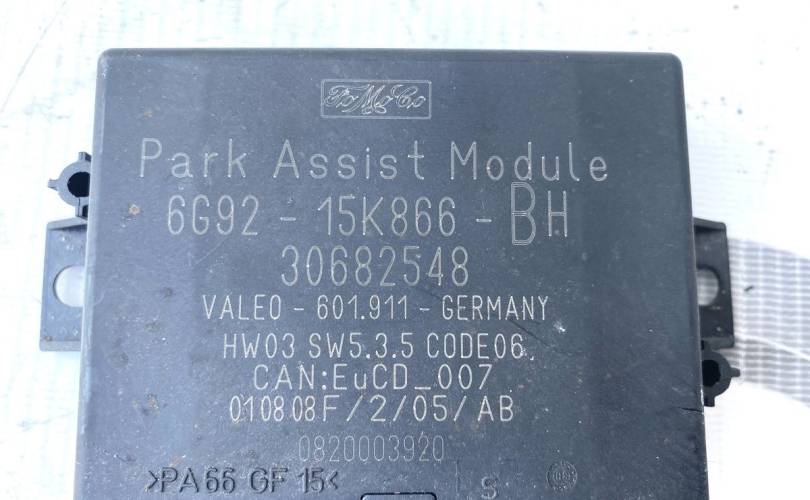 FoMoCo
Park Assist Module
6G92 - 15K866 - BH
30682548
VALEO - 601.911 - GERMANY
HW03 SW5.3.5 CODE06
CAN:EuCD_007
010808F/2/05/AB
0820003920
>PA66 GF 15<
S